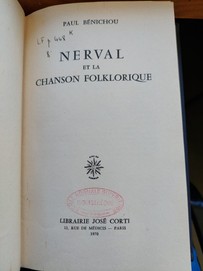 PAUL BÉNICHOU
NERVAL
ET LA
CHANSON FOLKLORIQUE
LIBRAIRIE JOSÉ CORTI
11, RUE DE MÉDICIS — PARIS
1970